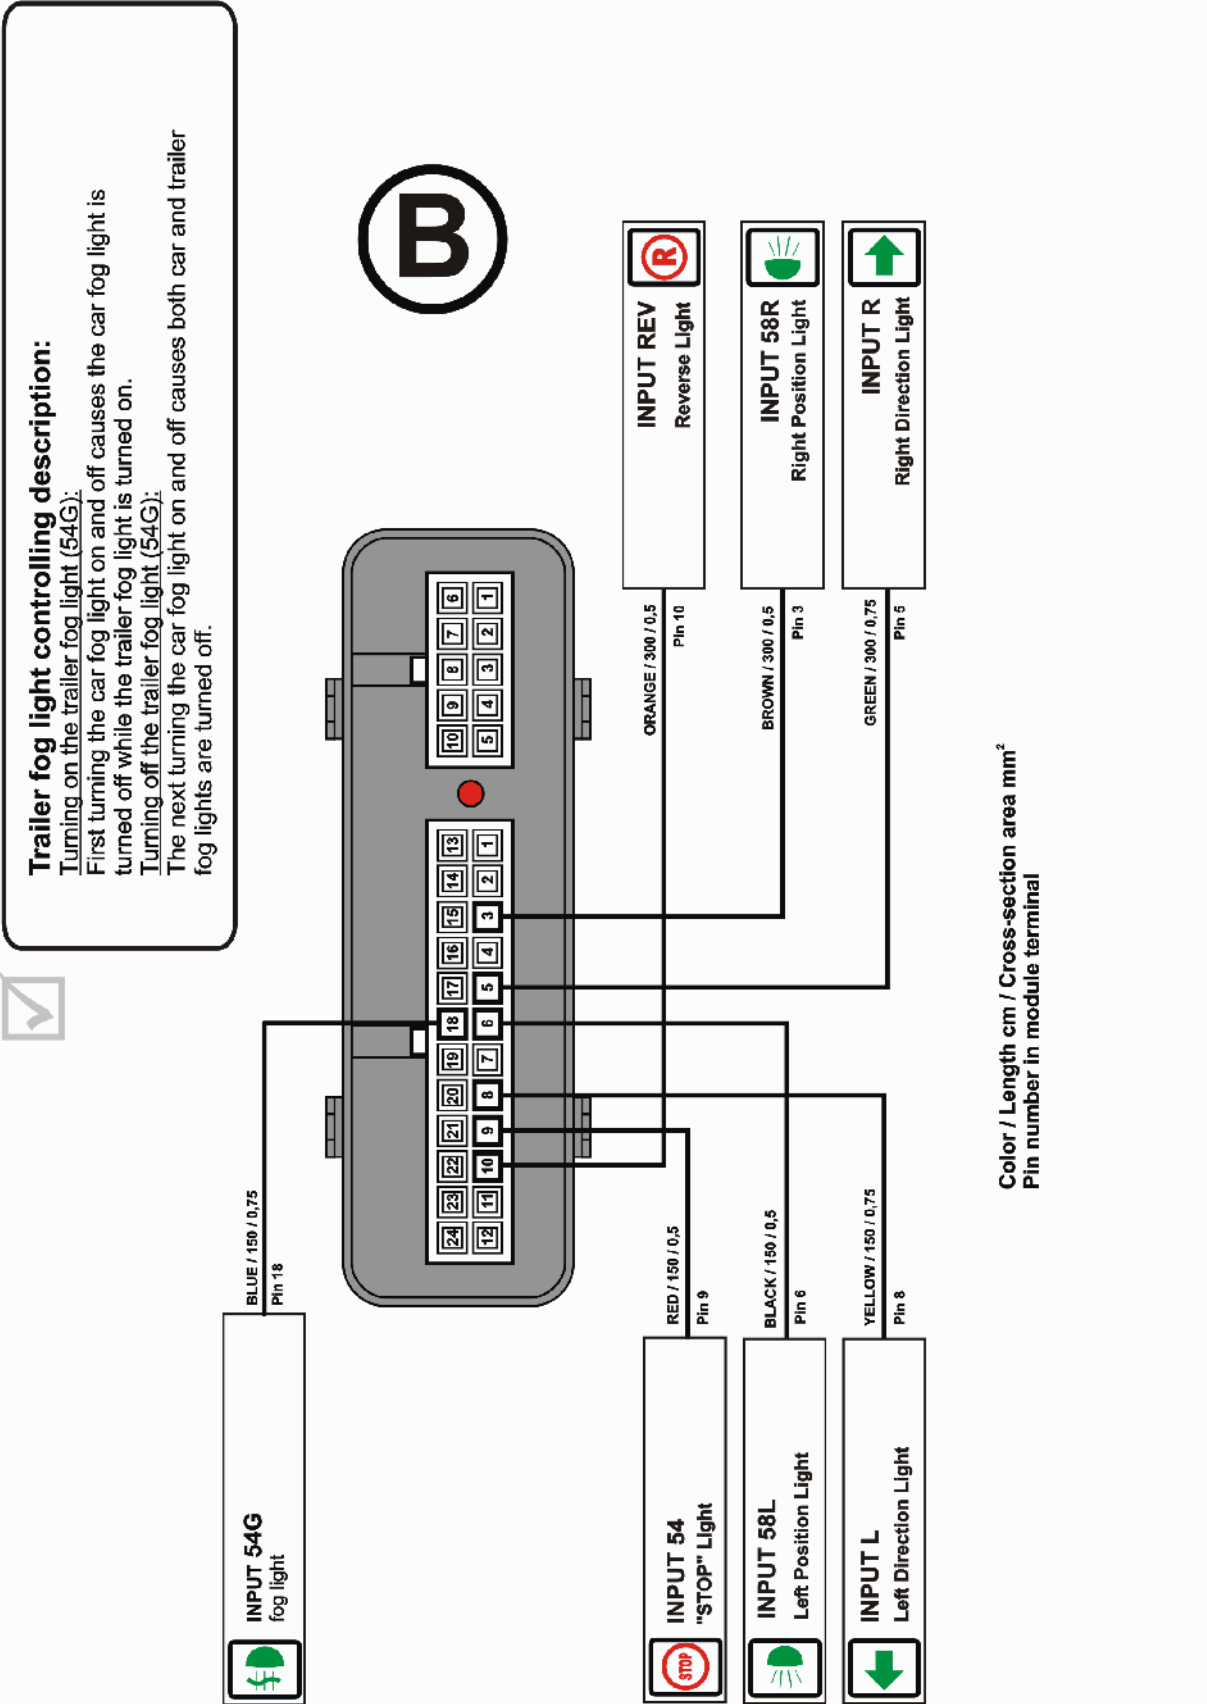 Trailer fog light controlling description:
Turning on the trailer fog light (54G):
First turning the car fog light on and off causes the car fog light is
turned off while the trailer fog light is turned on.
Turning off the trailer fog light (54G):
The next turning the car fog light on and off causes both car and trailer
fog lights are turned off.
B
INPUT 54G
fog light
BLUE / 150 / 0,75
Pin 18
24 23 22 21 20 19 18 17 16 15 14 13
12 11 10 9 8 7 6 5 4 3 2 1
10 9 8 7 6
5 4 3 2 1
STOP
INPUT 54
"STOP" Light
RED / 150 / 0,5
Pin 9
ORANGE / 300 / 0,5
Pin 10
INPUT REV
Reverse Light
R
INPUT 58L
Left Position Light
BLACK / 150 / 0,5
Pin 6
BROWN / 300 / 0,5
Pin 3
INPUT 58R
Right Position Light
INPUT L
Left Direction Light
YELLOW / 150 / 0,75
Pin 8
GREEN / 300 / 0,75
Pin 5
INPUT R
Right Direction Light
Color / Length cm / Cross-section area mm²
Pin number in module terminal